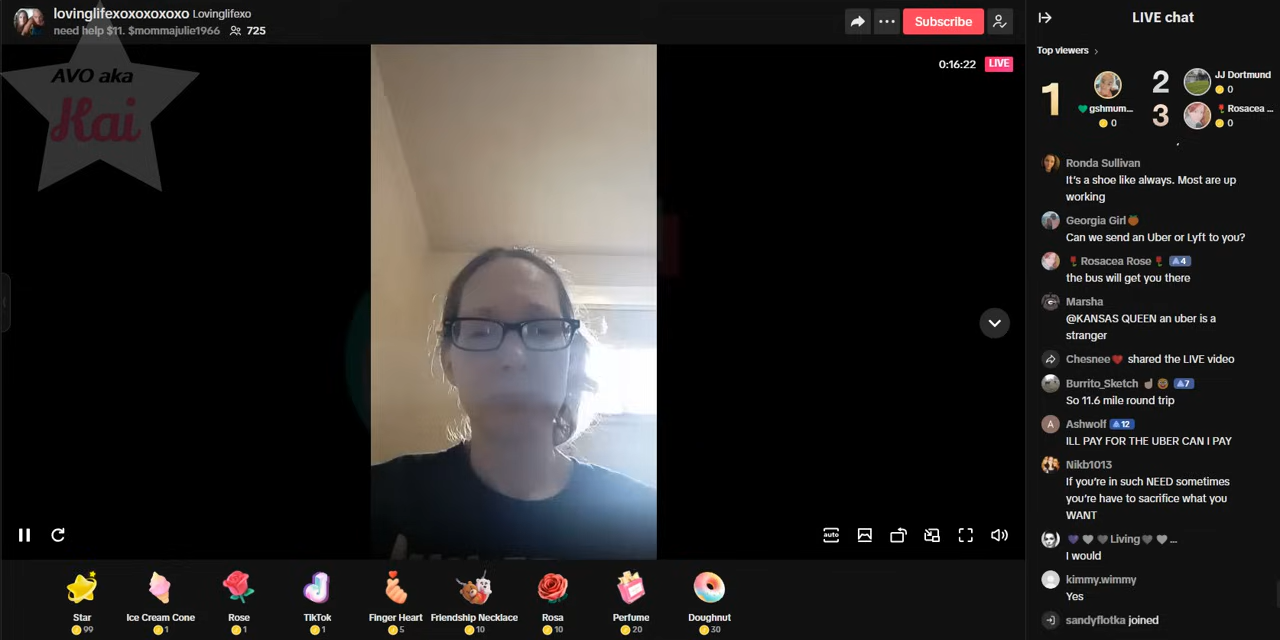 lovinglifexoxoxoxoxo Lovinglifexo
need help $11. $mommajulie1966 725
AVO aka
Kai
Subscribe
0:16:22 LIVE
auto
Star
99
Ice Cream Cone
1
Rose
1
TikTok
1
Finger Heart
5
Friendship Necklace
10
Rosa
10
Perfume
20
Doughnut
30
LIVE chat
Top viewers
1
gshmum...
0
2
JJ Dortmund
0
3
Rosacea ...
0
Ronda Sullivan
It's a shoe like always. Most are up
working
Georgia Girl
Can we send an Uber or Lyft to you?
Rosacea Rose 4
the bus will get you there
Marsha
@KANSAS QUEEN an uber is a
stranger
Chesnee shared the LIVE video
Burrito_Sketch 7
So 11.6 mile round trip
A
Ashwolf 12
ILL PAY FOR THE UBER CAN I PAY
Nikb1013
If you're in such NEED sometimes
you're have to sacrifice what you
WANT
Living ...
I would
kimmy.wimmy
Yes
sandyflotka joined